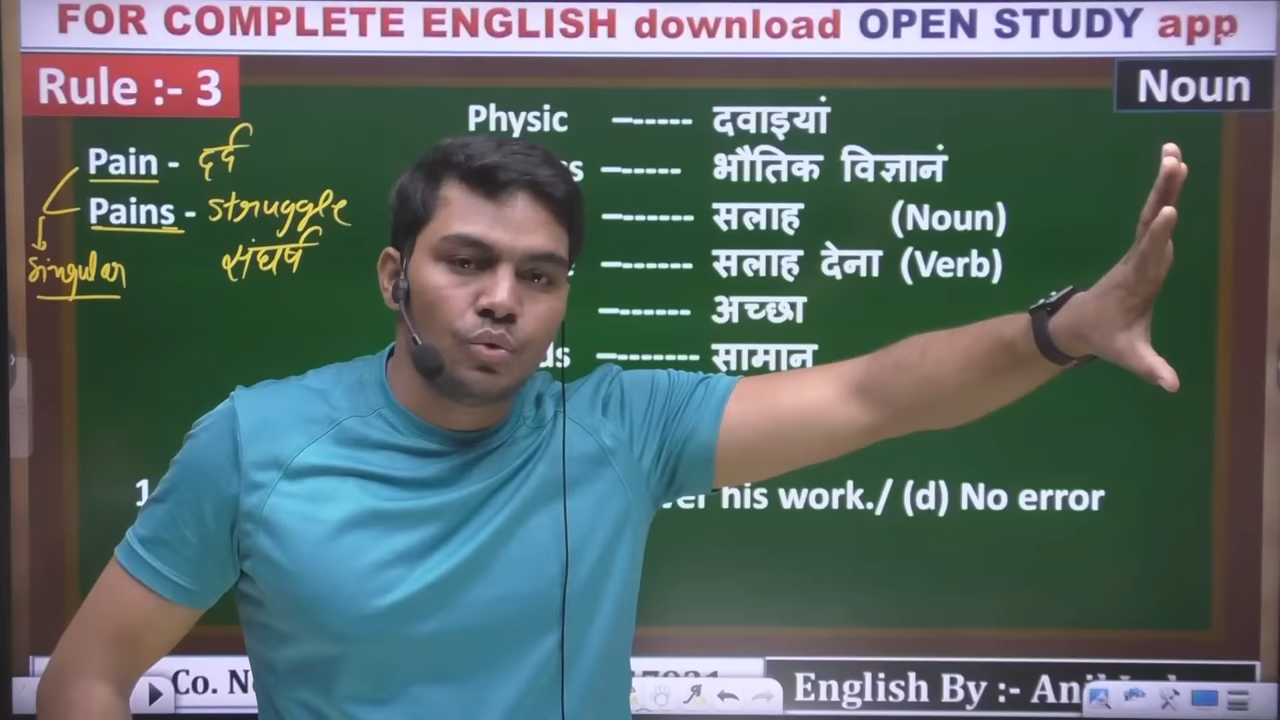 FOR COMPLETE ENGLISH download OPEN STUDY app
Rule :- 3
Noun
Pain - दर्द
Pains - struggle
संघर्ष
singular
Physic ------ दवाइयां
----- भौतिक विज्ञानं
------ सलाह (Noun)
------ सलाह देना (Verb)
------ अच्छा
------- सामान
his work./ (d) No error
Co.
English By :-